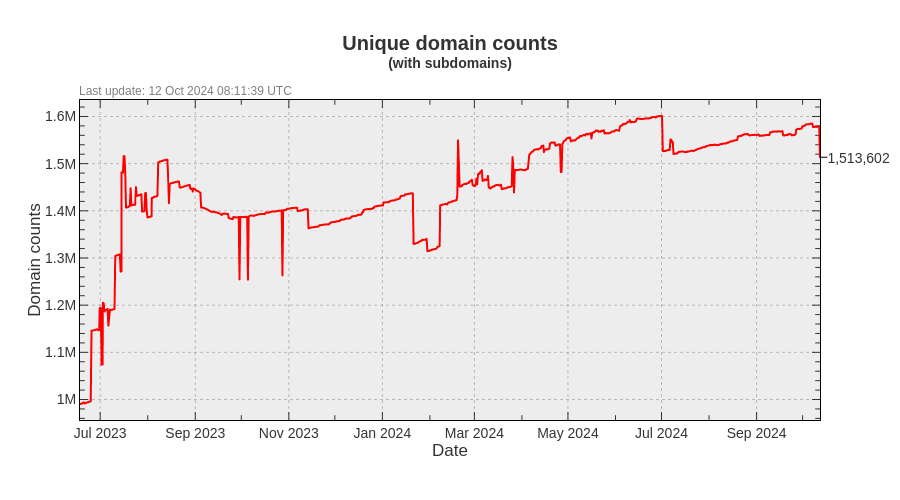 Unique domain counts
(with subdomains)
Last update: 12 Oct 2024 08:11:39 UTC
1.6M
1.5M
1,513,602
1.4M
1.3M
1.2M
1.1M
1M
Domain counts
Jul 2023 Sep 2023 Nov 2023 Jan 2024 Mar 2024 May 2024 Jul 2024 Sep 2024
Date